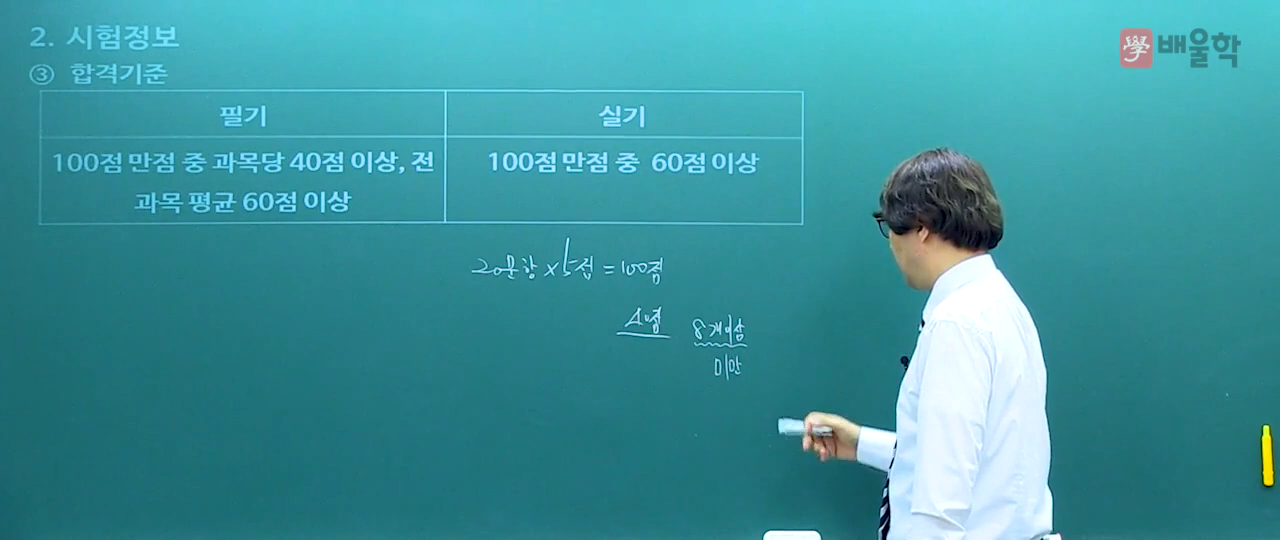 2. 시험정보
學 배울학
③ 합격기준
필기 실기
100점 만점 중 과목당 40점 이상, 전 100점 만점 중 60점 이상
과목 평균 60점 이상
20문항 × 5점 = 100점
40점 8개 이상
미만